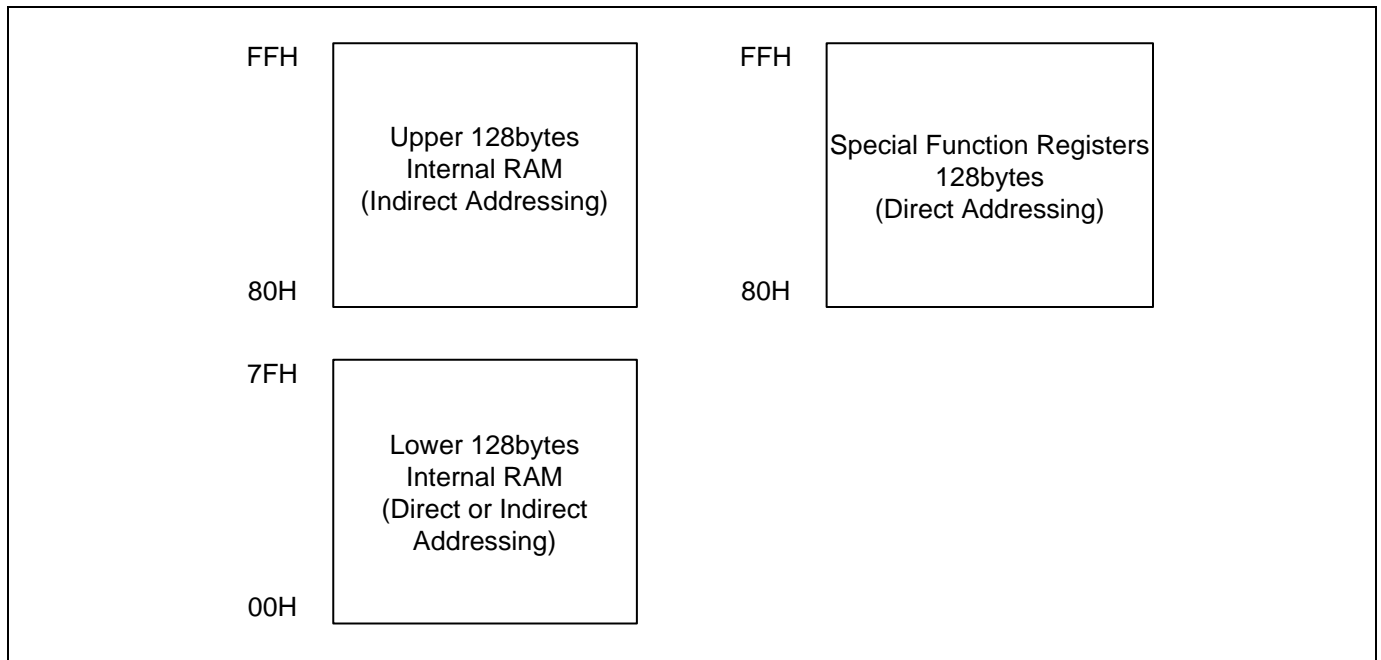 FFH
Upper 128bytes
Internal RAM
(Indirect Addressing)
80H
FFH
Special Function Registers
128bytes
(Direct Addressing)
80H
7FH
Lower 128bytes
Internal RAM
(Direct or Indirect
Addressing)
00H